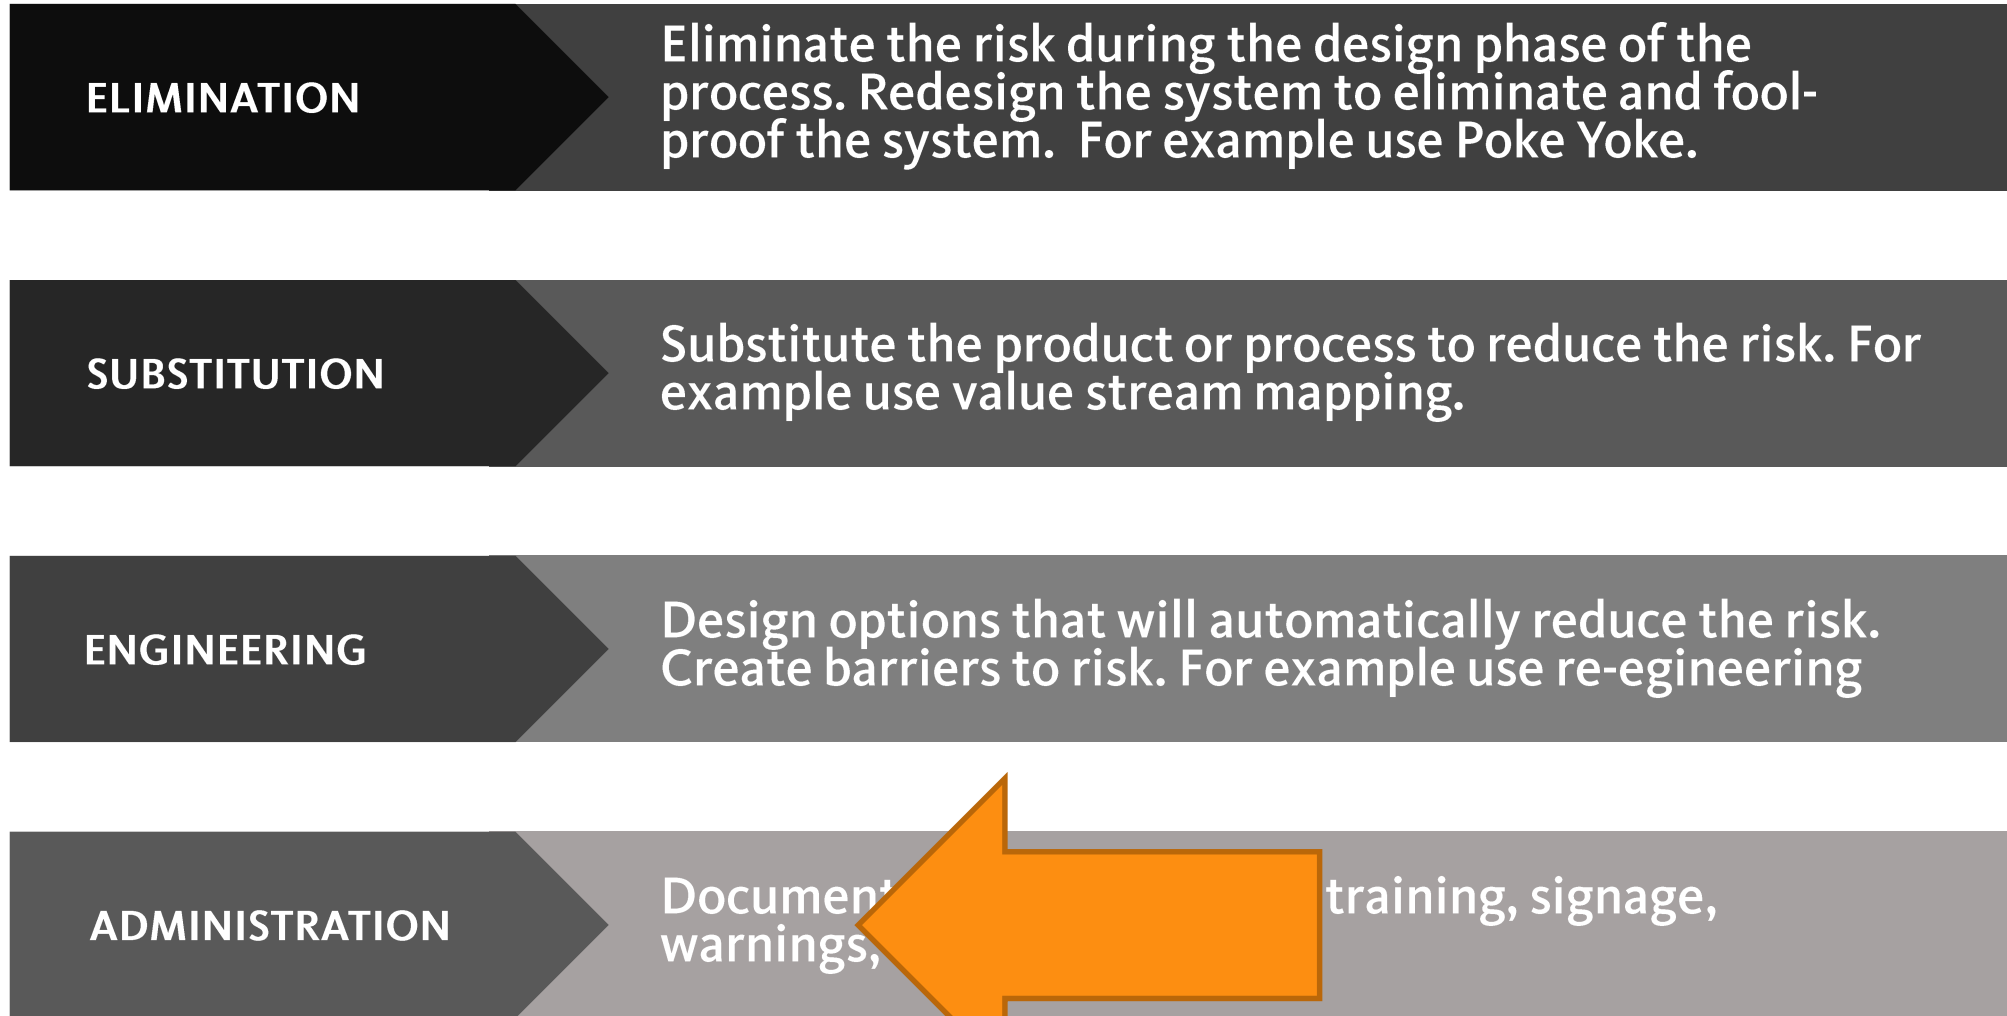 ELIMINATION
Eliminate the risk during the design phase of the
process. Redesign the system to eliminate and fool-
proof the system.  For example use Poke Yoke.
SUBSTITUTION
Substitute the product or process to reduce the risk. For
example use value stream mapping.
ENGINEERING
Design options that will automatically reduce the risk.
Create barriers to risk. For example use re-egineering
ADMINISTRATION
training, signage,
warnings,